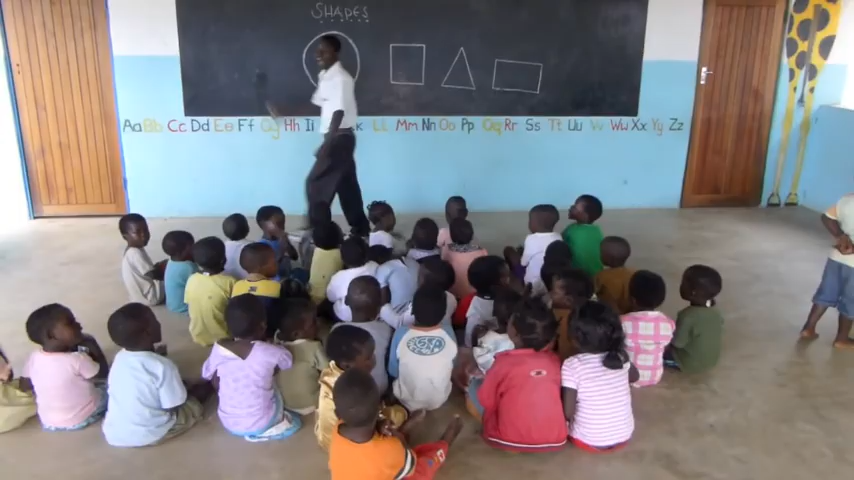 SHAPES
Aa Bb Cc Dd Ee Ff Gg Hh Ii k Ll Mm Nn Oo Pp Qq Rr Ss Tt Uu Vv Ww Xx Yy Zz